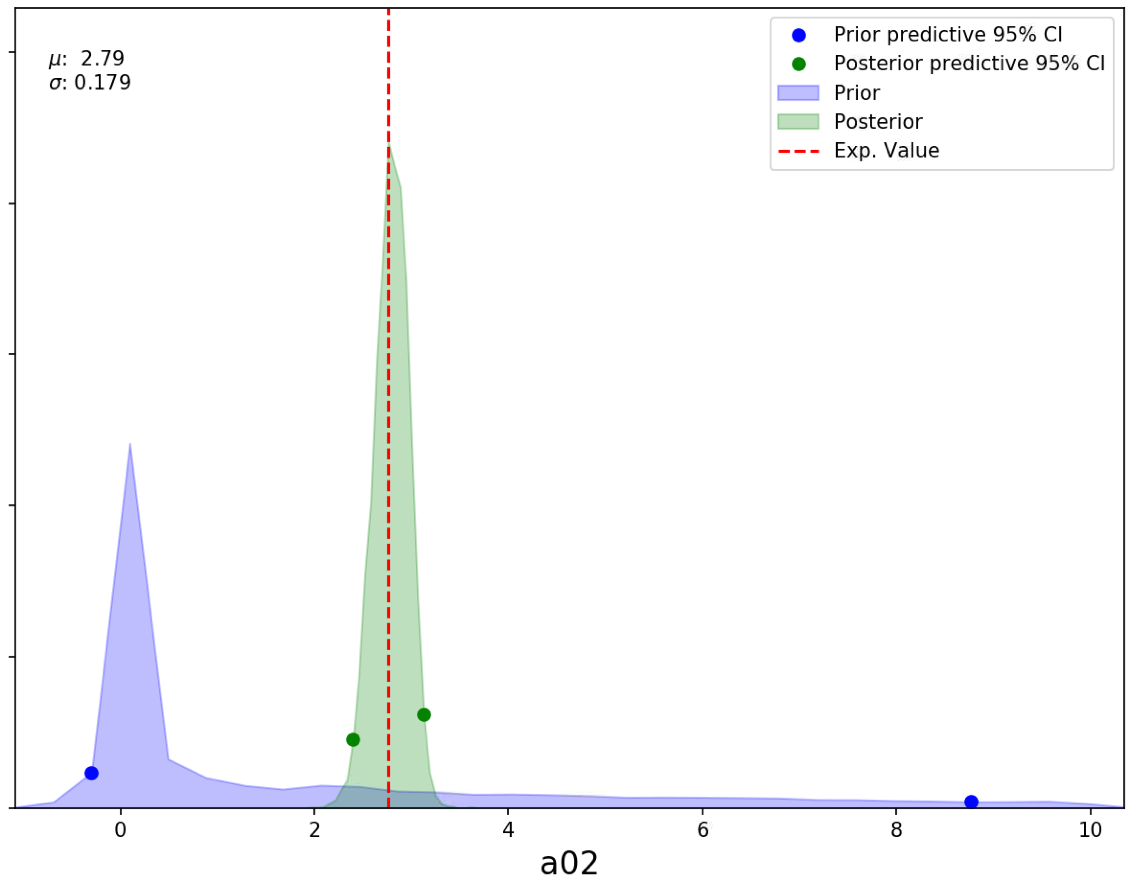 μ: 2.79
σ: 0.179
Prior predictive 95% CI
Posterior predictive 95% CI
Prior
Posterior
Exp. Value
0 2 4 6 8 10
a02